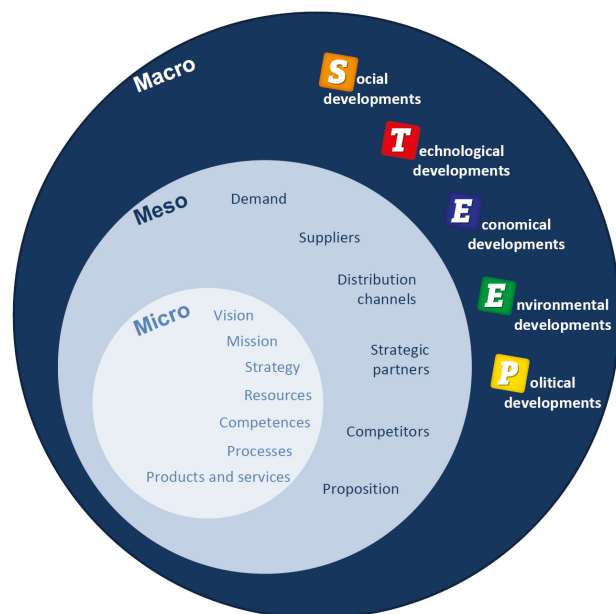 Macro
Social
developments
Technological
developments
Economical
developments
Environmental
developments
Political
developments
Meso
Demand
Suppliers
Distribution
channels
Strategic
partners
Competitors
Proposition
Micro
Vision
Mission
Strategy
Resources
Competences
Processes
Products and services